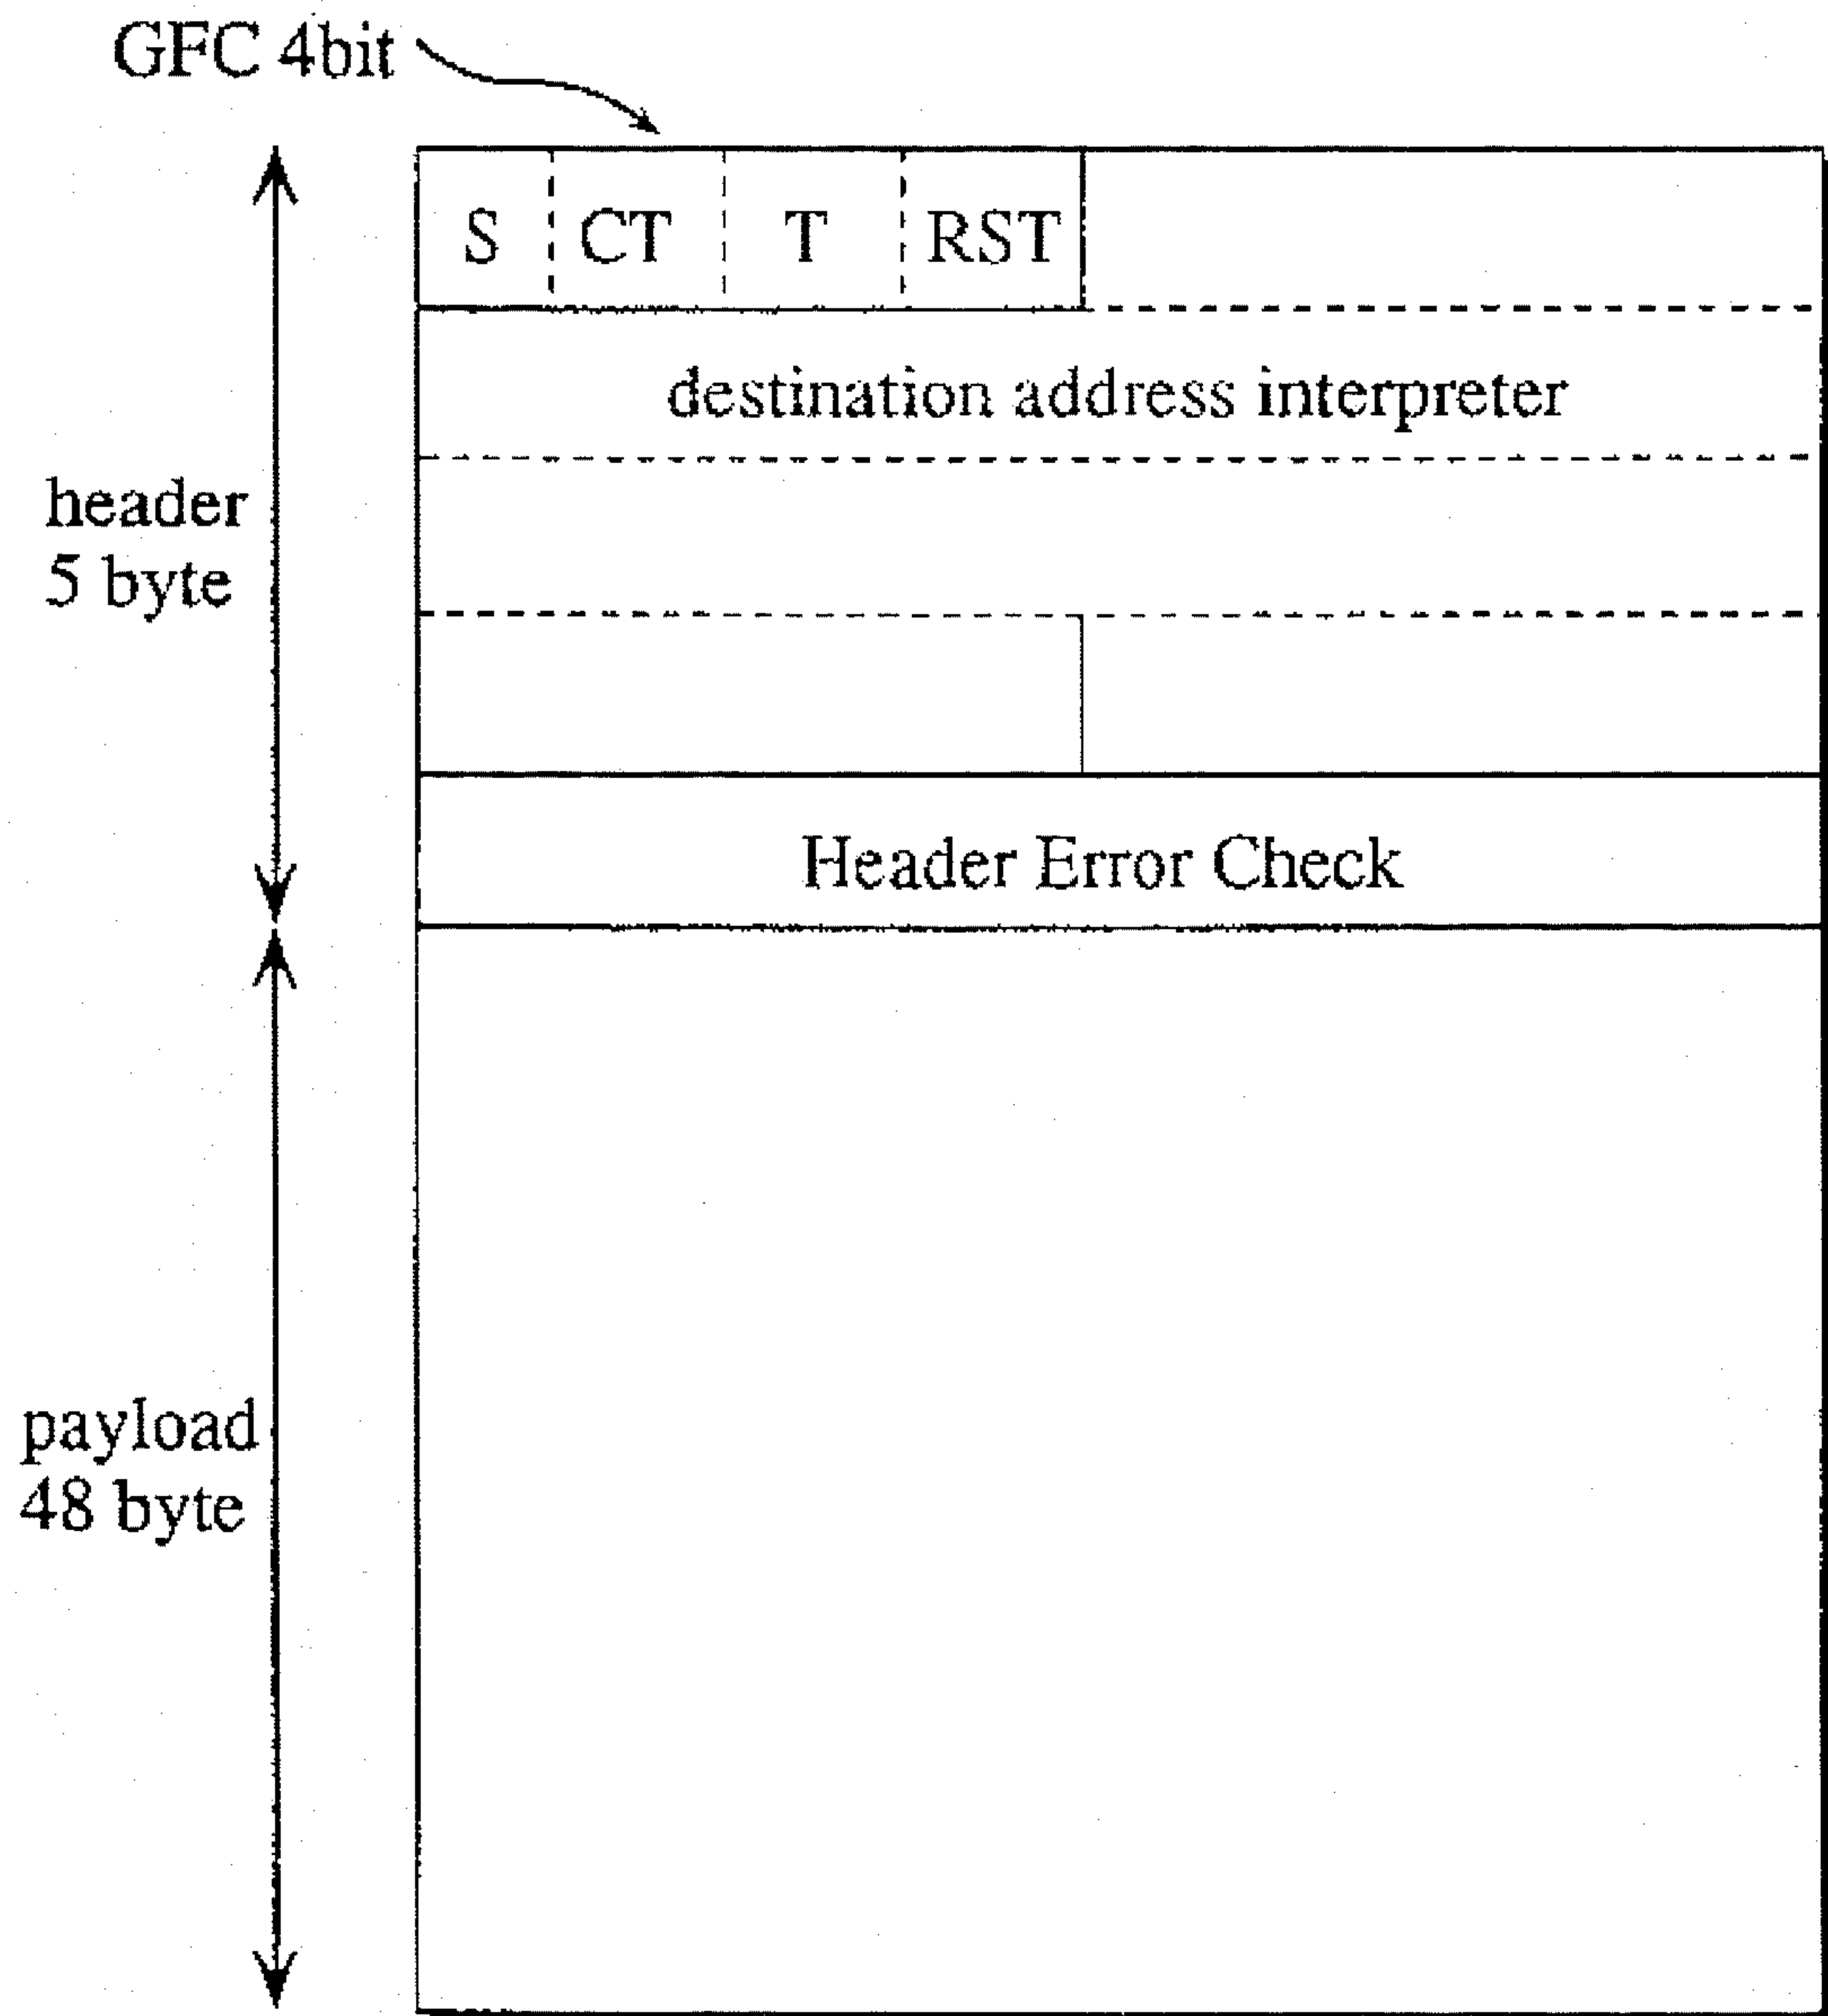 GFC 4bit
S CT T RST
destination address interpreter
header
5 byte
Header Error Check
payload
48 byte